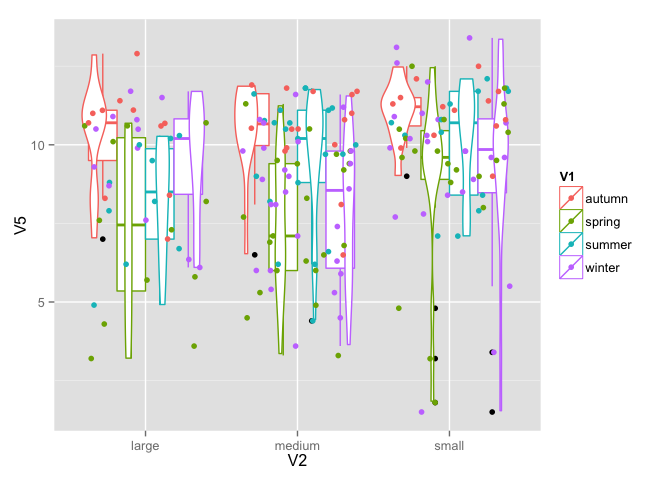 V5
10
5
large
medium
small
V2
V1
autumn
spring
summer
winter